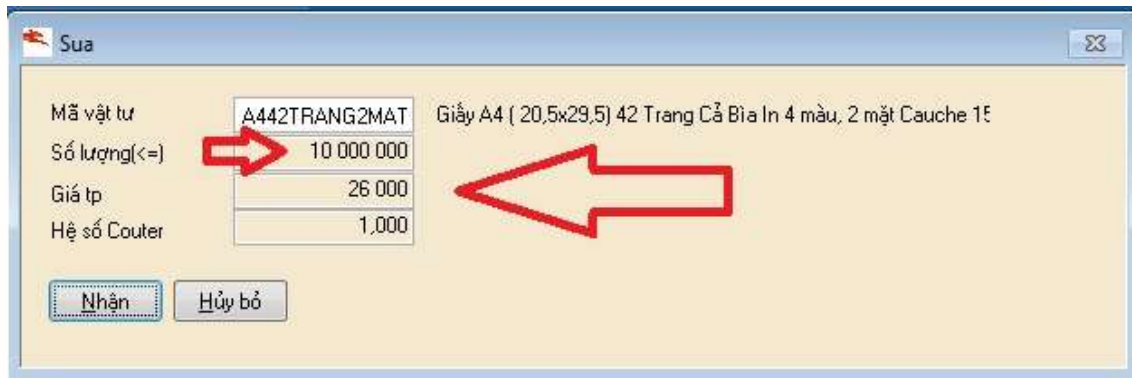 Sua
Mã vật tư A442TRANG2MAT Giấy A4 ( 20,5x29,5) 42 Trang Cả Bìa In 4 màu, 2 mặt Cauche 15
Số lượng(<=) 10 000 000
Giá tp 26 000
Hệ số Couter 1,000
Nhận Hủy bỏ